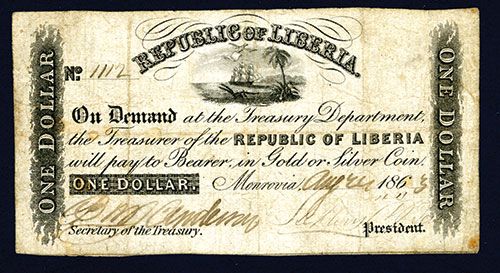 REPUBLIC OF LIBERIA.
No. 1112
ONE DOLLAR
On Demand at the Treasury Department,
the Treasurer of the REPUBLIC OF LIBERIA
will pay to Bearer, in Gold or Silver Coin.
ONE DOLLAR. Monrovia, 1863
Secretary of the Treasury. President.
ONE DOLLAR